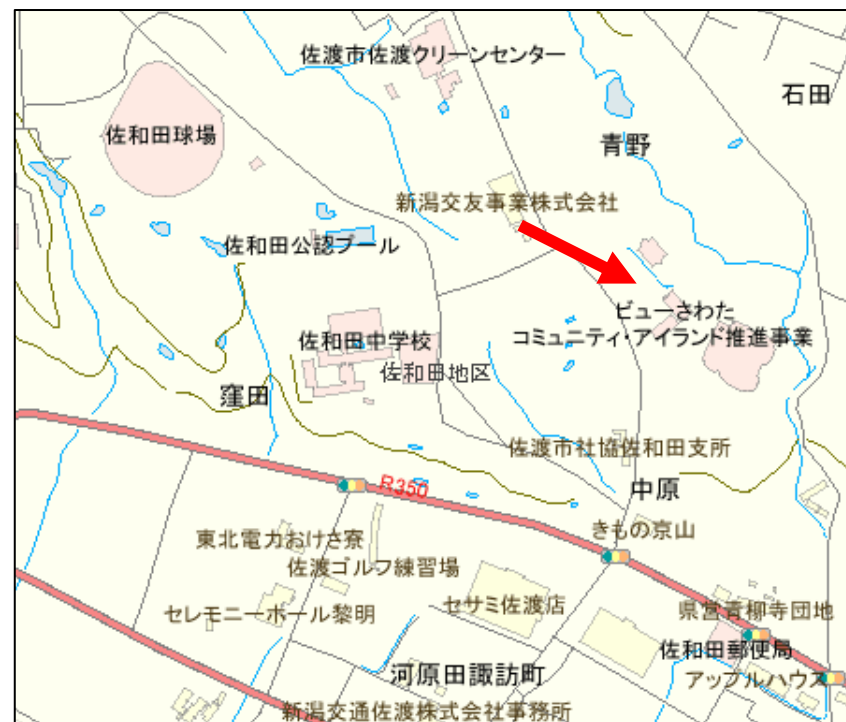 佐渡市佐渡クリーンセンター
石田
佐和田球場
青野
新潟交友事業株式会社
佐和田公認プール
ビューさわた
コミュニティ・アイランド推進事業
佐和田中学校
佐和田地区
窪田
佐渡市社協佐和田支所
中原
R350
きもの京山
東北電力おけさ寮
佐渡ゴルフ練習場
セサミ佐渡店
県営青柳寺団地
セレモニーホール黎明
佐和田郵便局
河原田諏訪町
アップルハウス
新潟交通佐渡株式会社事務所